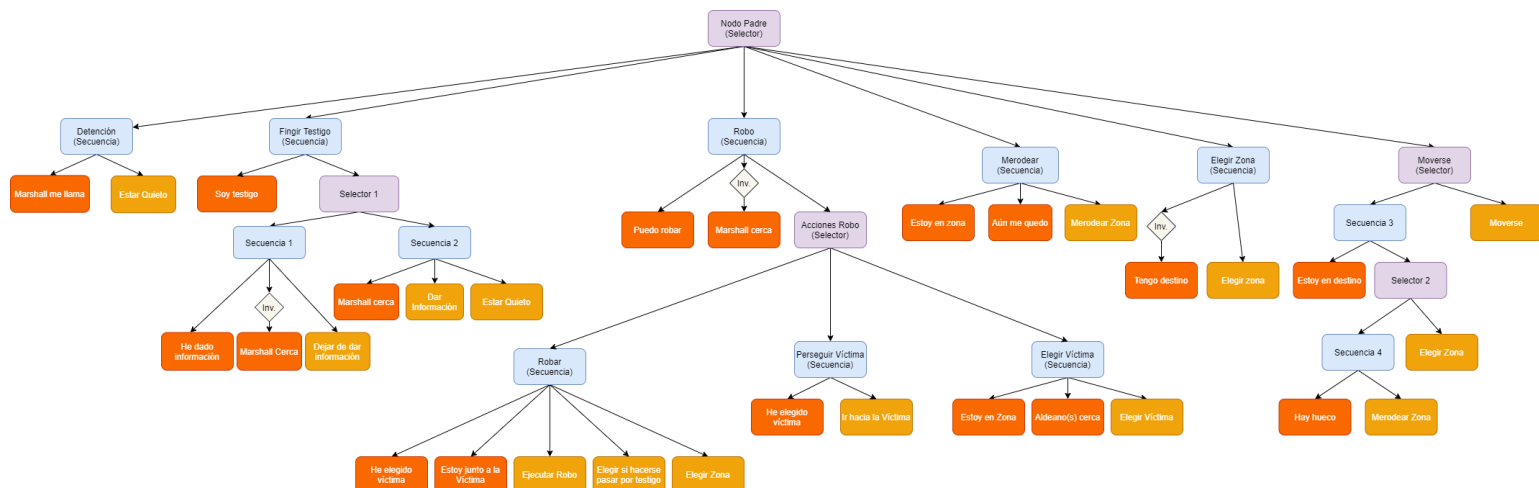 Nodo Padre
(Selector)
Detención
(Secuencia)
Fingir Testigo
(Secuencia)
Robo
(Secuencia)
Merodear
(Secuencia)
Elegir Zona
(Secuencia)
Moverse
(Selector)
Marshall me llama
Estar Quieto
Soy testigo
Selector 1
Inv.
Puedo robar
Marshall cerca
Acciones Robo
(Selector)
Estoy en zona
Aún me quedo
Merodear Zona
Inv.
Tengo destino
Elegir zona
Secuencia 3
Moverse
Secuencia 1
Secuencia 2
Estoy en destino
Selector 2
Inv.
Marshall cerca
Dar
Información
Estar Quieto
He dado
información
Marshall Cerca
Dejar de dar
información
Robar
(Secuencia)
Perseguir Víctima
(Secuencia)
Elegir Víctima
(Secuencia)
Secuencia 4
Elegir Zona
He elegido
víctima
Ir hacia la Víctima
Estoy en Zona
Aldeano(s) cerca
Elegir Víctima
Hay hueco
Merodear Zona
He elegido
víctima
Estoy junto a la
Víctima
Ejecutar Robo
Elegir si hacerse
pasar por testigo
Elegir Zona